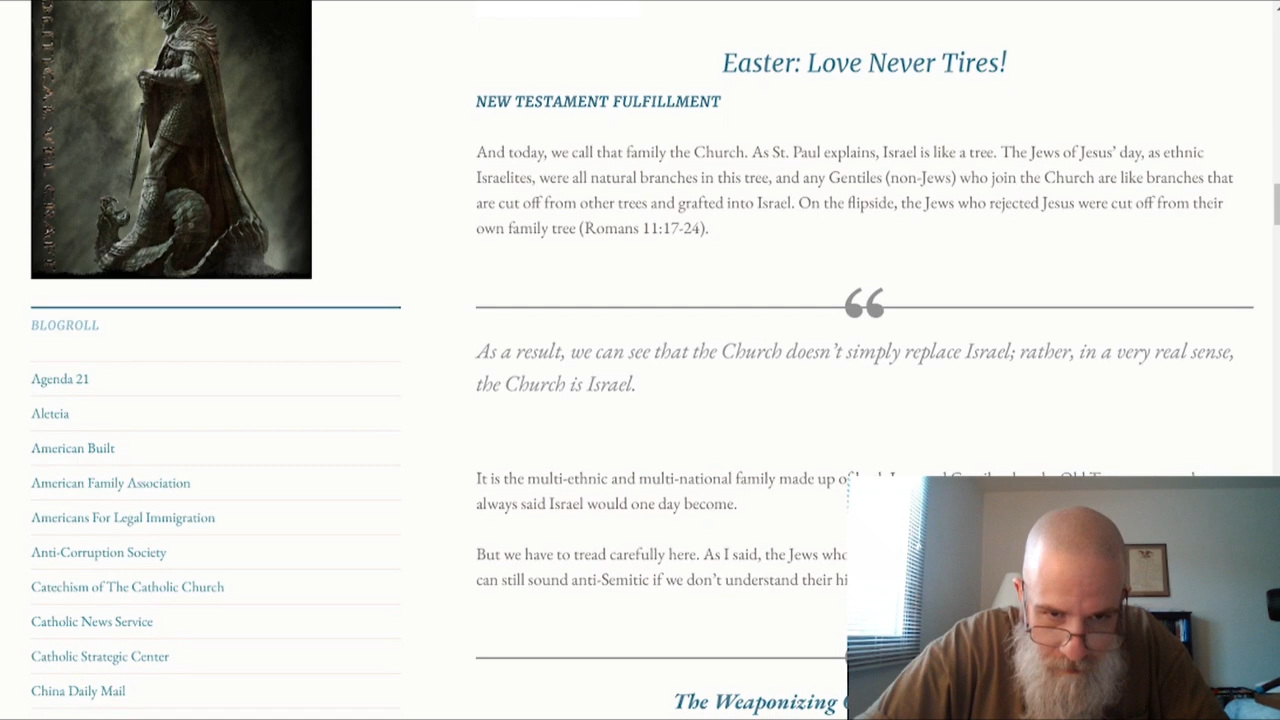 Easter: Love Never Tires!
NEW TESTAMENT FULFILLMENT
And today, we call that family the Church. As St. Paul explains, Israel is like a tree. The Jews of Jesus’ day, as ethnic
Israelites, were all natural branches in this tree, and any Gentiles (non-Jews) who join the Church are like branches that
are cut off from other trees and grafted into Israel. On the flipside, the Jews who rejected Jesus were cut off from their
own family tree (Romans 11:17-24).
“
As a result, we can see that the Church doesn’t simply replace Israel; rather, in a very real sense,
the Church is Israel.
It is the multi-ethnic and multi-national family made up
always said Israel would one day become.
But we have to tread carefully here. As I said, the Jews who
can still sound anti-Semitic if we don’t understand their
The Weaponizing
BLOGROLL
Agenda 21
Aleteia
American Built
American Family Association
Americans For Legal Immigration
Anti-Corruption Society
Catechism of The Catholic Church
Catholic News Service
Catholic Strategic Center
China Daily Mail